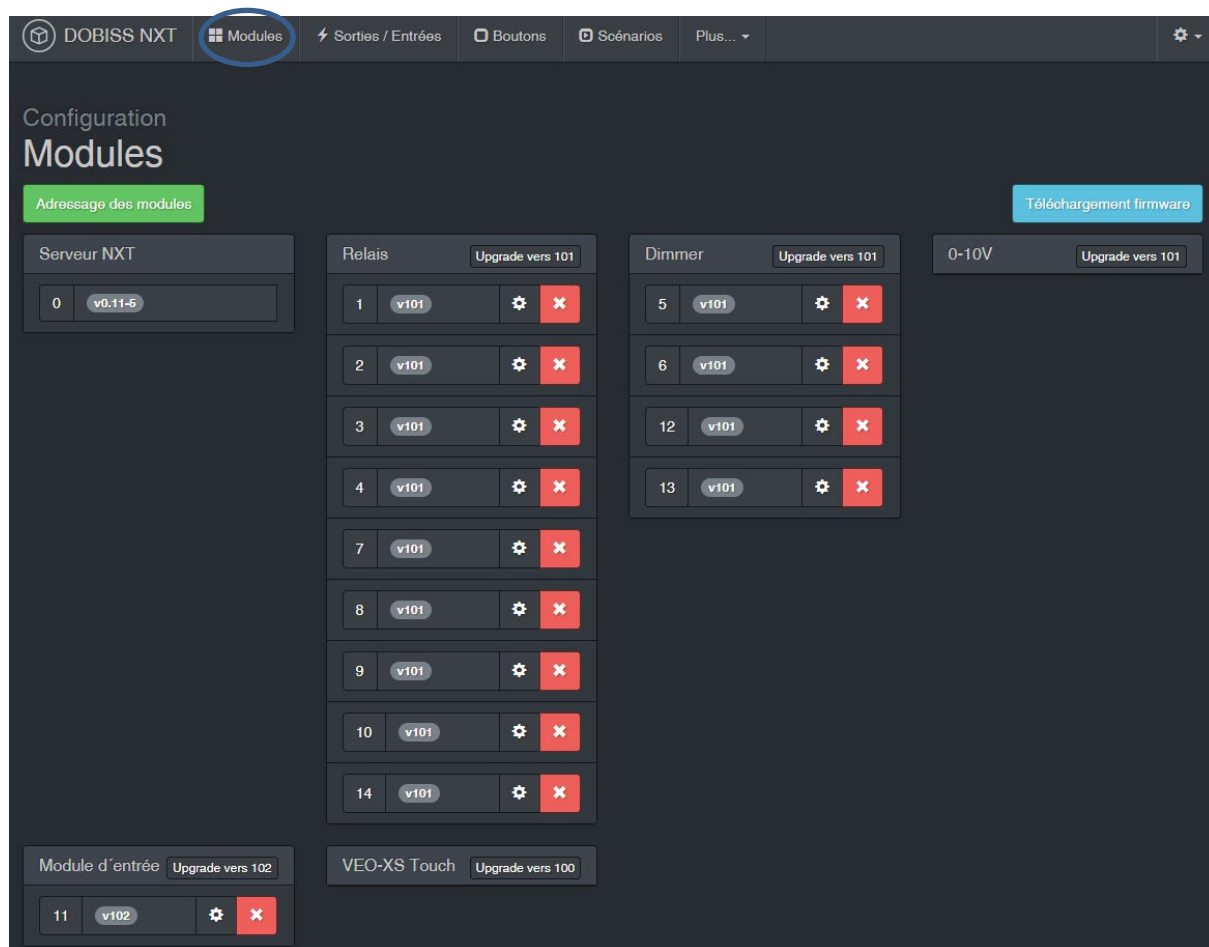 DOBISS NXT Modules Sorties / Entrées Boutons Scénarios Plus...
Configuration
Modules
Adressage des modules
Téléchargement firmware
Serveur NXT
0 v0.11-5
Relais Upgrade vers 101
1 v101
2 v101
3 v101
4 v101
7 v101
8 v101
9 v101
10 v101
14 v101
Dimmer Upgrade vers 101
5 v101
6 v101
12 v101
13 v101
0-10V Upgrade vers 101
Module d´entrée Upgrade vers 102
11 v102
VEO-XS Touch Upgrade vers 100